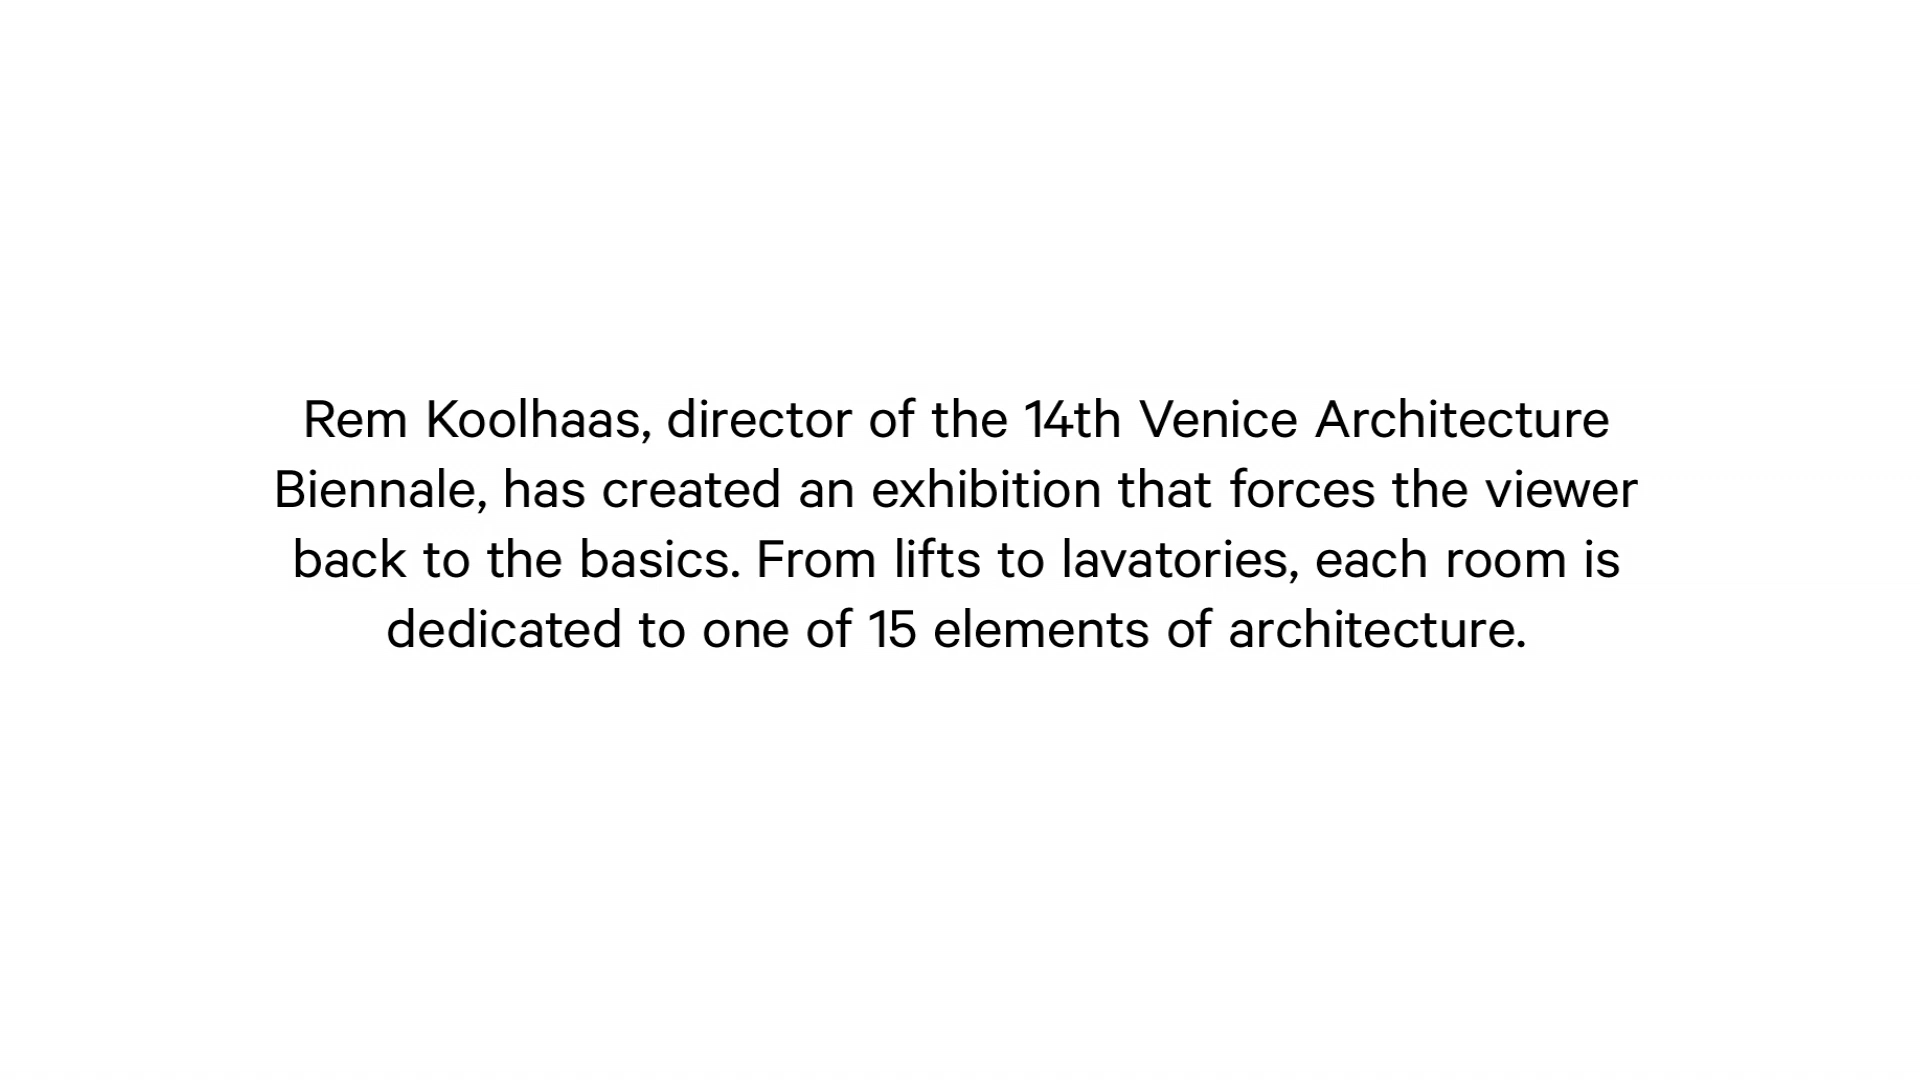 Rem Koolhaas, director of the 14th Venice Architecture
Biennale, has created an exhibition that forces the viewer
back to the basics. From lifts to lavatories, each room is
dedicated to one of 15 elements of architecture.